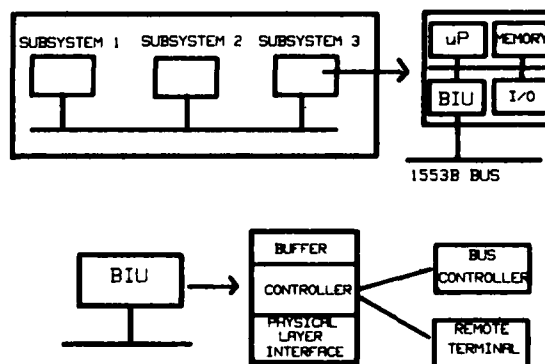 SUBSYSTEM 1 SUBSYSTEM 2 SUBSYSTEM 3
uP MEMORY
BIU I/O
1553B BUS
BIU
BUFFER
CONTROLLER
PHYSICAL
LAYER
INTERFACE
BUS
CONTROLLER
REMOTE
TERMINAL